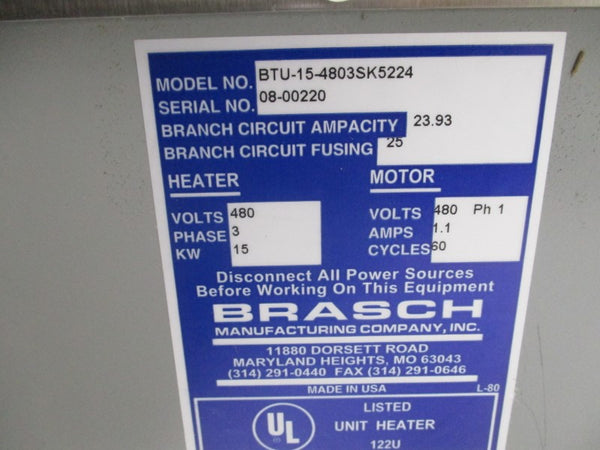 MODEL NO. BTU-15-4803SK5224
SERIAL NO. 08-00220
BRANCH CIRCUIT AMPACITY 23.93
BRANCH CIRCUIT FUSING 25
HEATER MOTOR
VOLTS 480 VOLTS 480 Ph 1
PHASE 3 AMPS 1.1
KW 15 CYCLES 60
Disconnect All Power Sources
Before Working On This Equipment
BRASCH
MANUFACTURING COMPANY, INC.
11880 DORSETT ROAD
MARYLAND HEIGHTS, MO 63043
(314) 291-0440 FAX (314) 291-0646
MADE IN USA L-80
UL LISTED
UNIT HEATER
122U